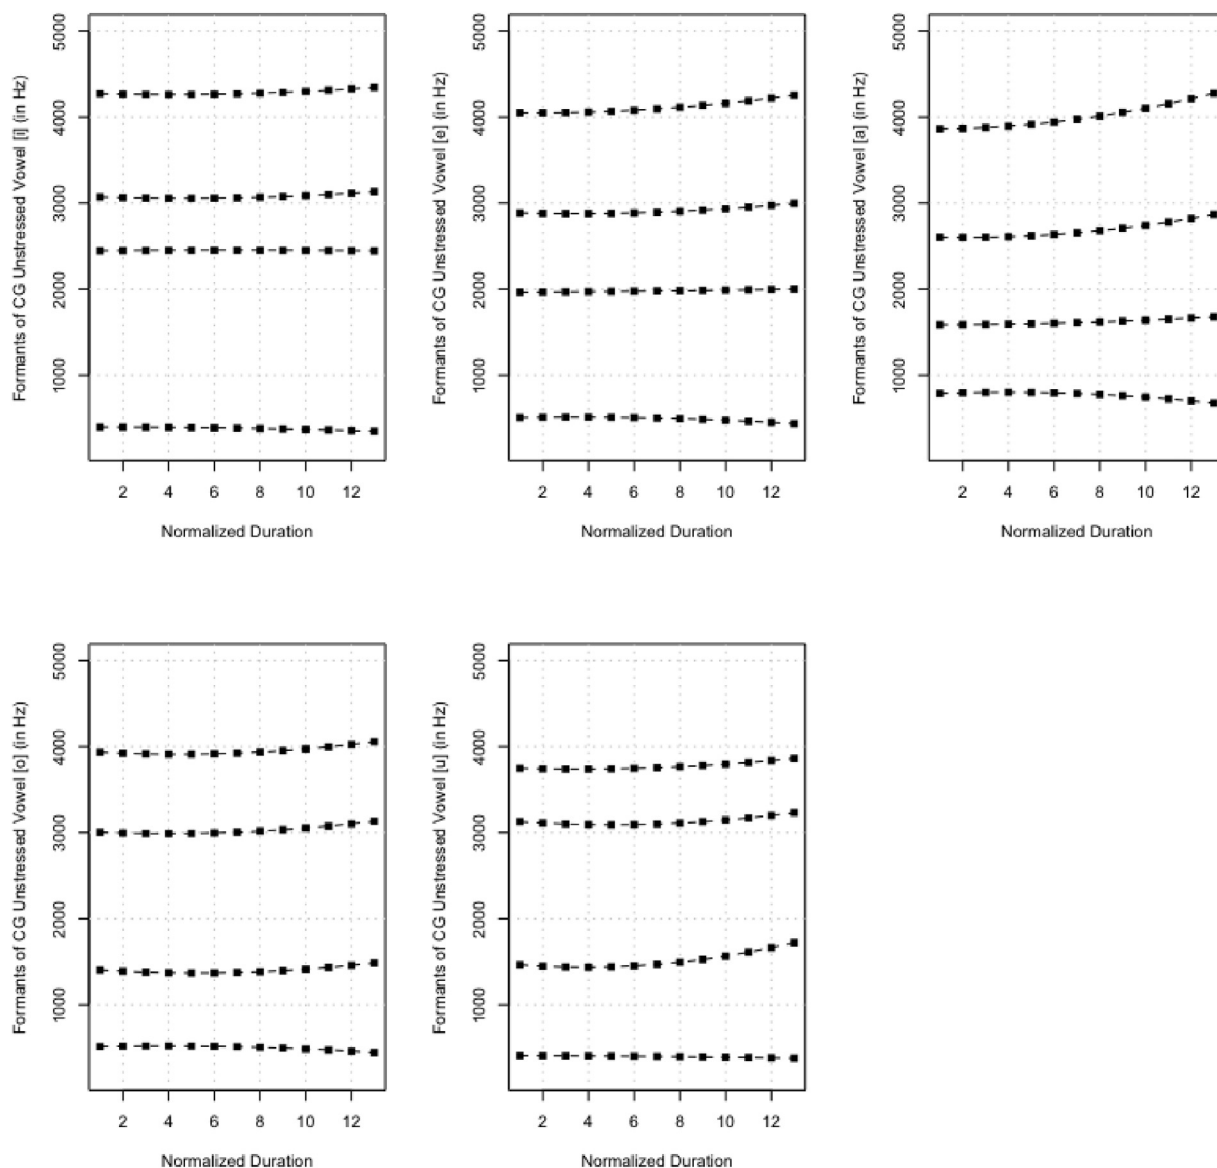 Formants of CG Unstressed Vowel [i] (in Hz)
5000
4000
3000
2000
1000
2 4 6 8 10 12
Normalized Duration
Formants of CG Unstressed Vowel [e] (in Hz)
5000
4000
3000
2000
1000
2 4 6 8 10 12
Normalized Duration
Formants of CG Unstressed Vowel [a] (in Hz)
5000
4000
3000
2000
1000
2 4 6 8 10 12
Normalized Duration
Formants of CG Unstressed Vowel [o] (in Hz)
5000
4000
3000
2000
1000
2 4 6 8 10 12
Normalized Duration
Formants of CG Unstressed Vowel [u] (in Hz)
5000
4000
3000
2000
1000
2 4 6 8 10 12
Normalized Duration